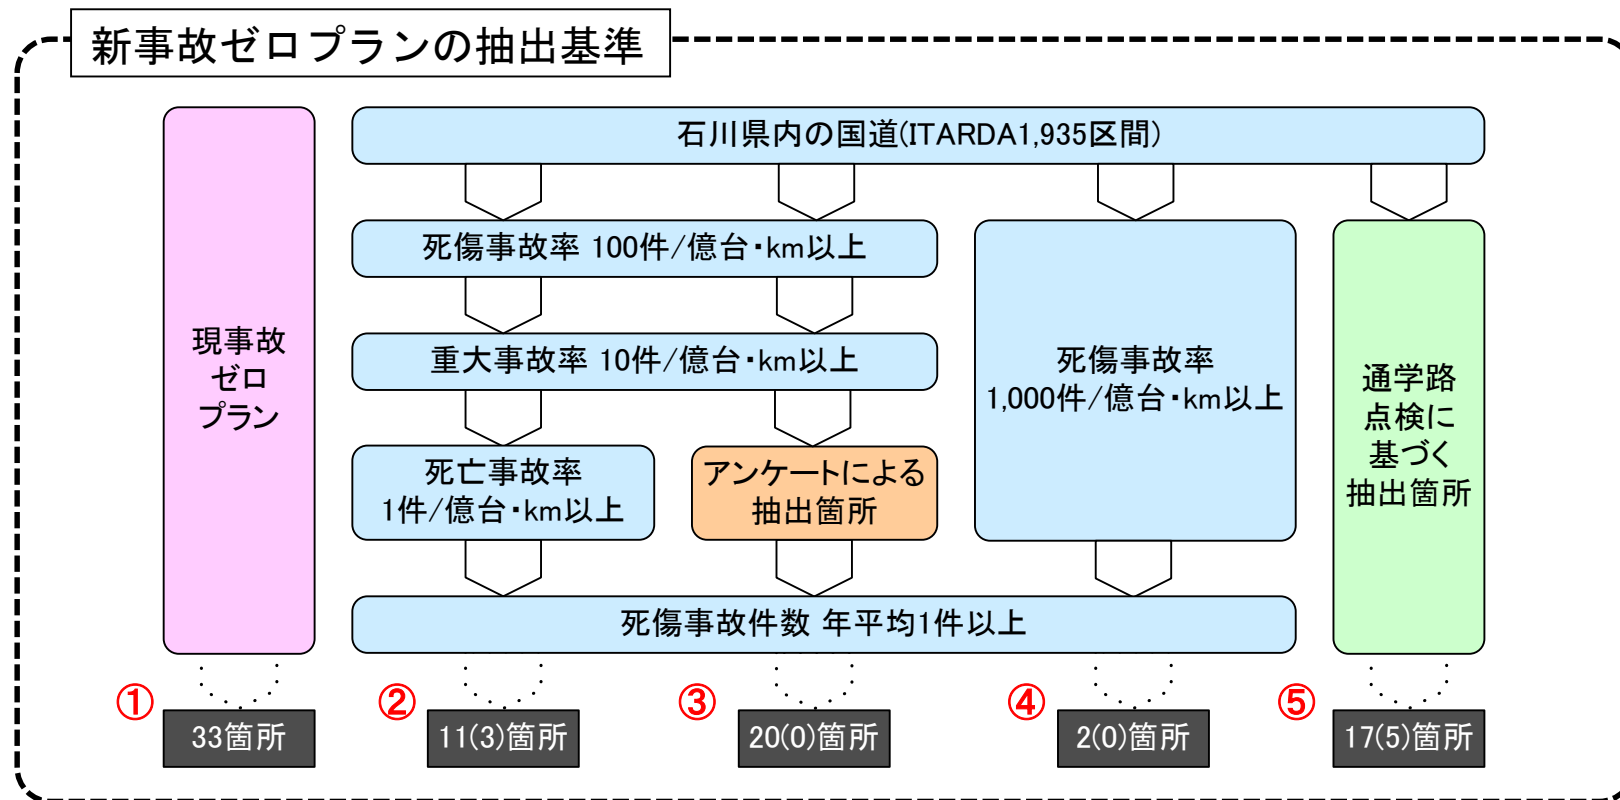 新事故ゼロプランの抽出基準
石川県内の国道(ITARDA1,935区間)
死傷事故率 100件/億台・km以上
重大事故率 10件/億台・km以上
現事故
ゼロ
プラン
死傷事故率
1,000件/億台・km以上
通学路
点検に
基づく
抽出箇所
死亡事故率
1件/億台・km以上
アンケートによる
抽出箇所
死傷事故件数 年平均1件以上
①
33箇所
②
11(3)箇所
③
20(0)箇所
④
2(0)箇所
⑤
17(5)箇所